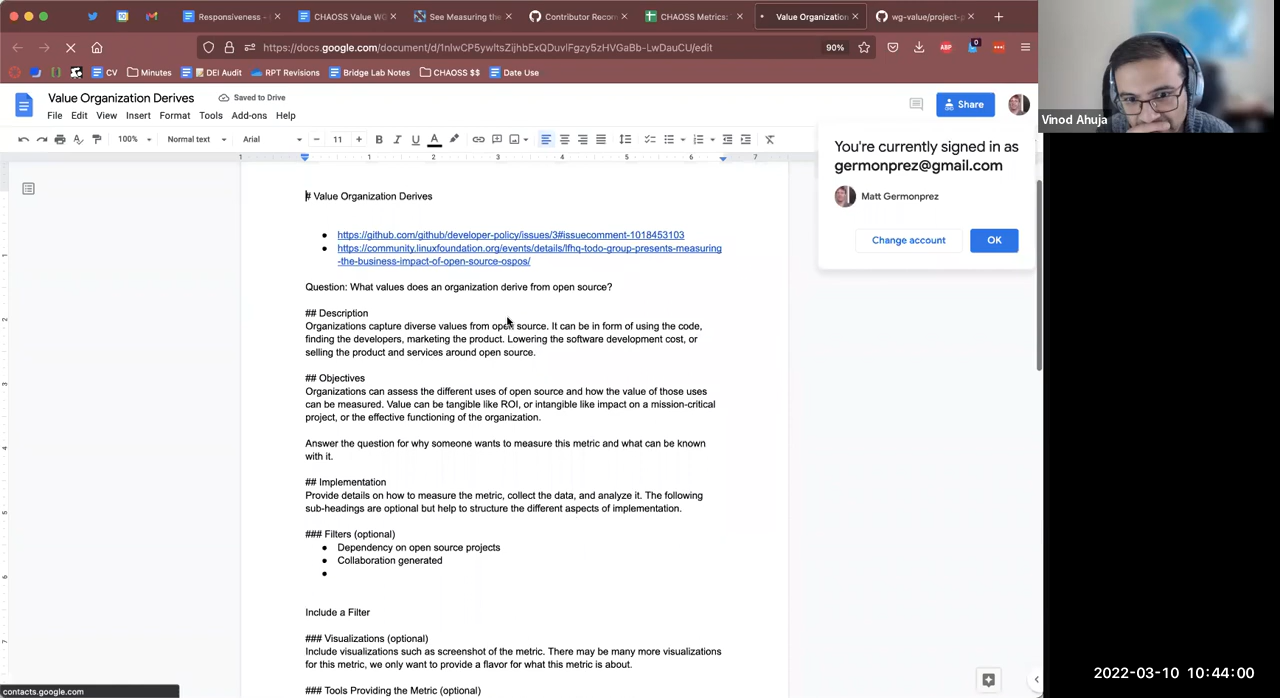 Responsiveness -
CHAOSS Value WG
See Measuring the
Contributor Recom
CHAOSS Metrics:
Value Organization
wg-value/project-p
https://docs.google.com/document/d/1nIwCP5ywItsZijhbExQDuvlFgzy5zHVGaBb-LwDauCU/edit
90%
ABP
0
CV
Minutes
DEI Audit
RPT Revisions
Bridge Lab Notes
CHAOSS $$
Date Use
Value Organization Derives
Saved to Drive
File Edit View Insert Format Tools Add-ons Help
Share
100% Normal text Arial 11 B I U A
1 1 2 3 4 5 6 7
You're currently signed in as
germonprez@gmail.com
Matt Germonprez
Change account
OK
Vinod Ahuja
# Value Organization Derives
● https://github.com/github/developer-policy/issues/3#issuecomment-1018453103
● https://community.linuxfoundation.org/events/details/lfhq-todo-group-presents-measuring
-the-business-impact-of-open-source-ospos/
Question: What values does an organization derive from open source?
## Description
Organizations capture diverse values from open source. It can be in form of using the code,
finding the developers, marketing the product. Lowering the software development cost, or
selling the product and services around open source.
## Objectives
Organizations can assess the different uses of open source and how the value of those uses
can be measured. Value can be tangible like ROI, or intangible like impact on a mission-critical
project, or the effective functioning of the organization.
Answer the question for why someone wants to measure this metric and what can be known
with it.
## Implementation
Provide details on how to measure the metric, collect the data, and analyze it. The following
sub-headings are optional but help to structure the different aspects of implementation.
### Filters (optional)
● Dependency on open source projects
● Collaboration generated
●
Include a Filter
### Visualizations (optional)
Include visualizations such as screenshot of the metric. There may be many more visualizations
for this metric, we only want to provide a flavor for what this metric is about.
### Tools Providing the Metric (optional)
contacts.google.com
2022-03-10 10:44:00